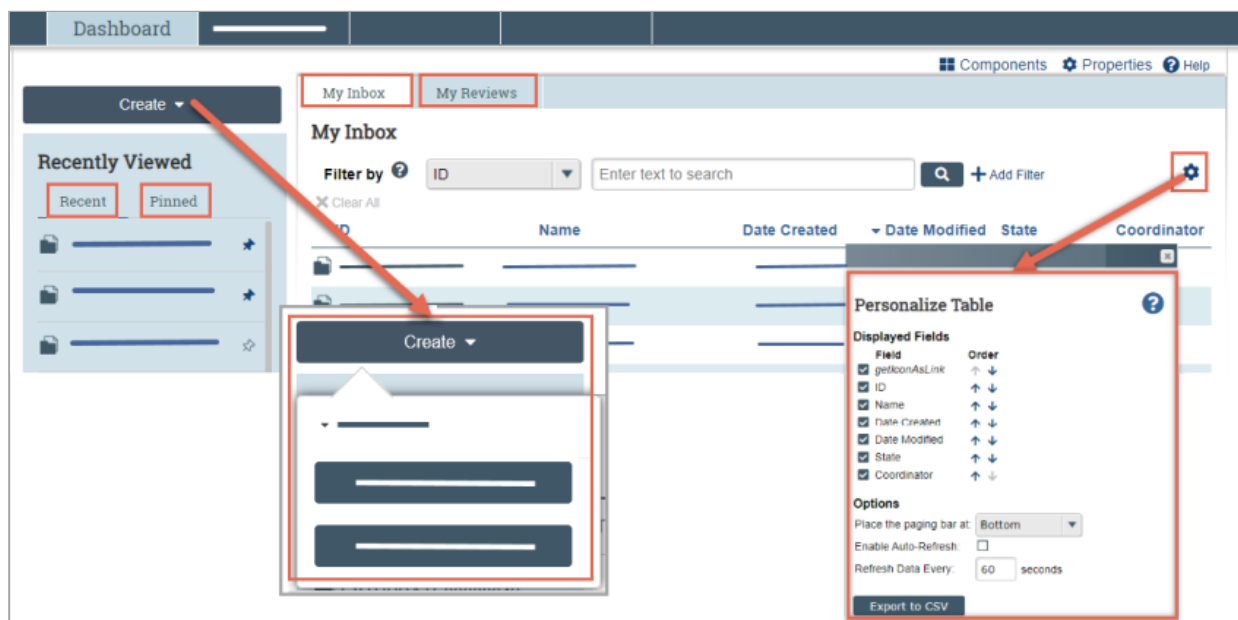 Dashboard
Components Properties Help
Create
My Inbox My Reviews
My Inbox
Recently Viewed
Filter by ID Enter text to search Add Filter
Recent Pinned
Clear All
ID Name Date Created Date Modified State Coordinator
Personalize Table
Create
Displayed Fields
Field Order
getIconAsLink
ID
Name
Date Created
Date Modified
State
Coordinator
Options
Place the paging bar at: Bottom
Enable Auto-Refresh:
Refresh Data Every: 60 seconds
Export to CSV